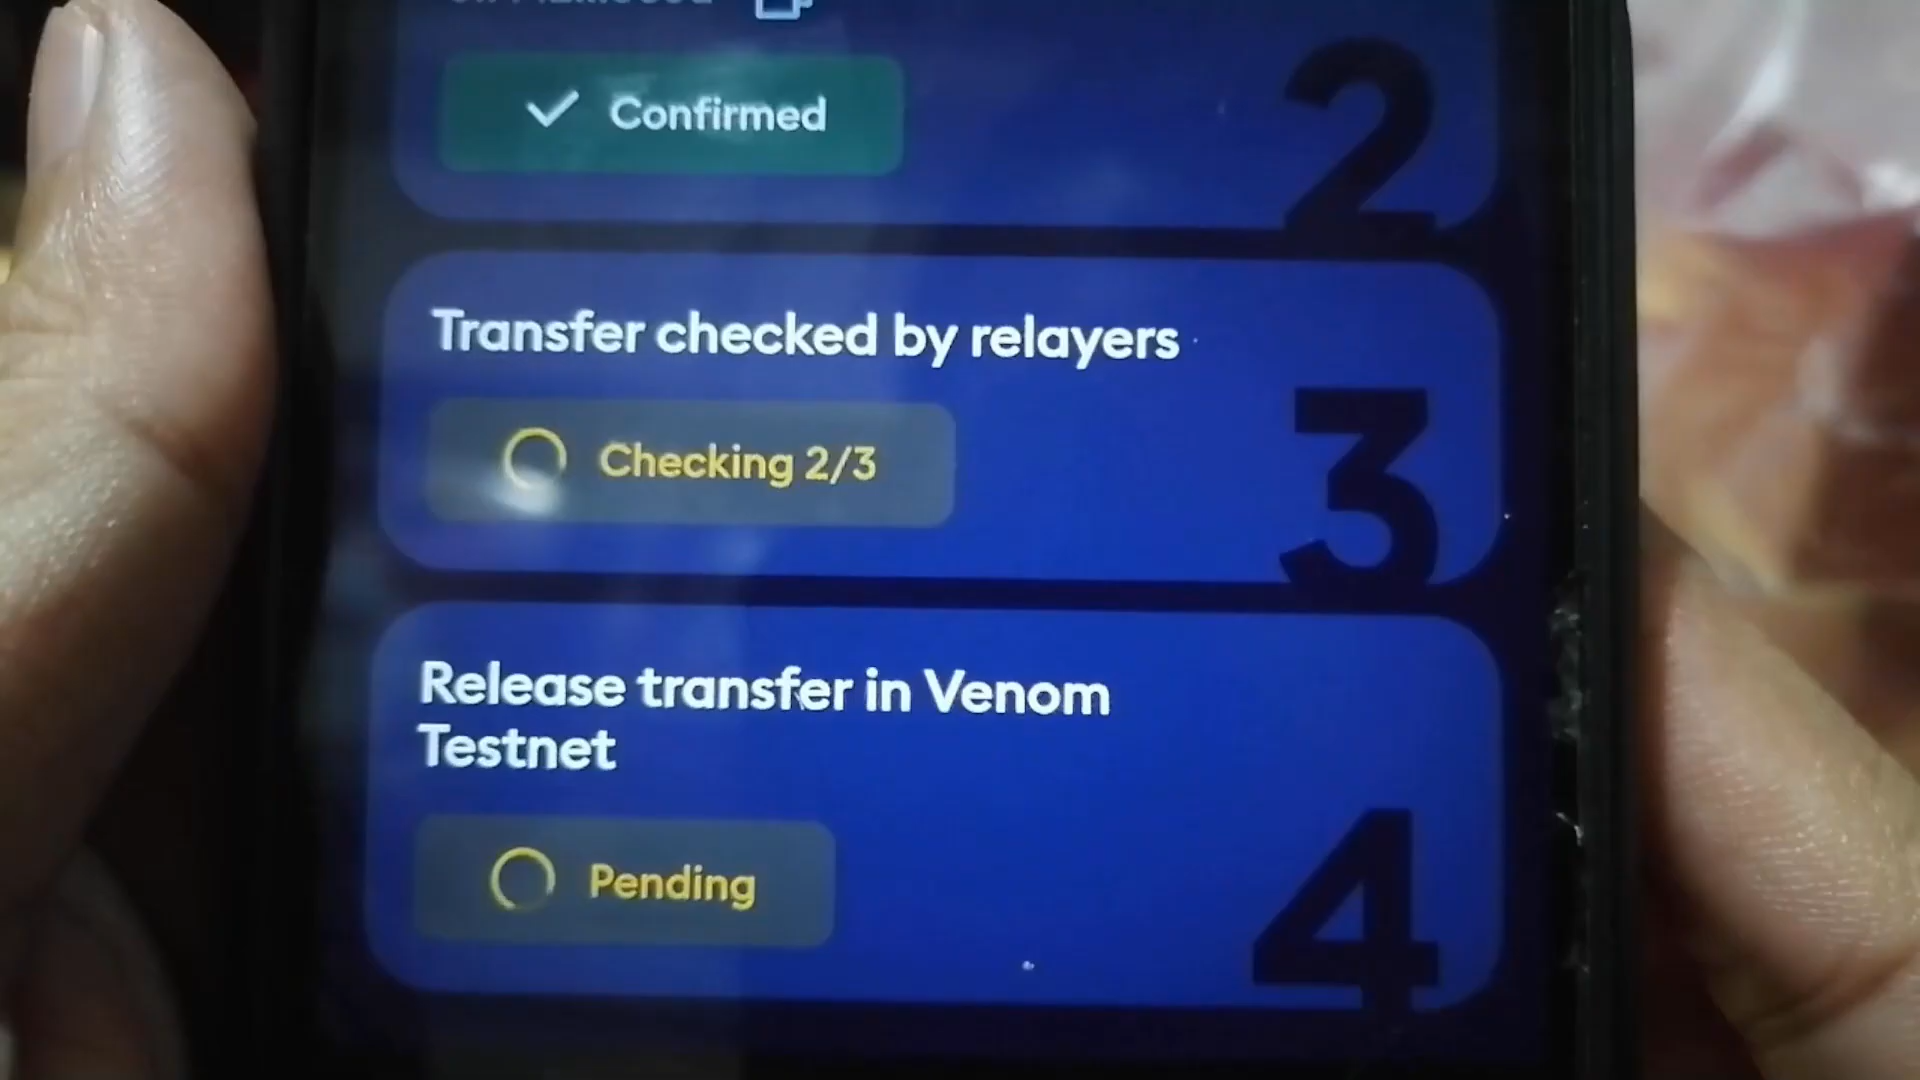 Confirmed
2
Transfer checked by relayers
Checking 2/3
3
Release transfer in Venom
Testnet
Pending
4